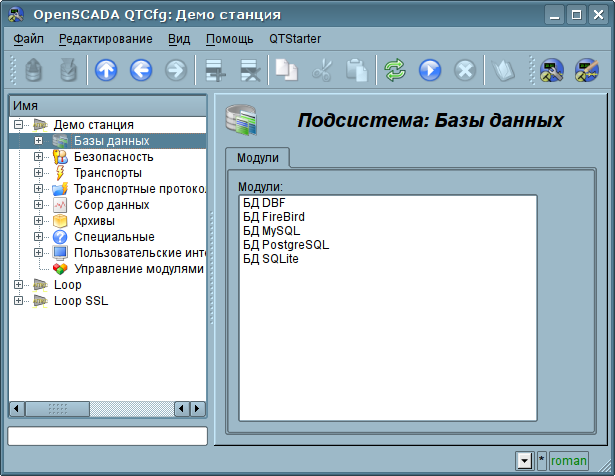 OpenSCADA QTCfg: Демо станция
Файл Редактирование Вид Помощь QTStarter
Имя
Демо станция
Базы данных
Безопасность
Транспорты
Транспортные протоко.
Сбор данных
Архивы
Специальные
Пользовательские инт
Управление модулями
Loop
Loop SSL
Подсистема: Базы данных
Модули
Модули:
БД DBF
БД FireBird
БД MySQL
БД PostgreSQL
БД SQLite
* roman